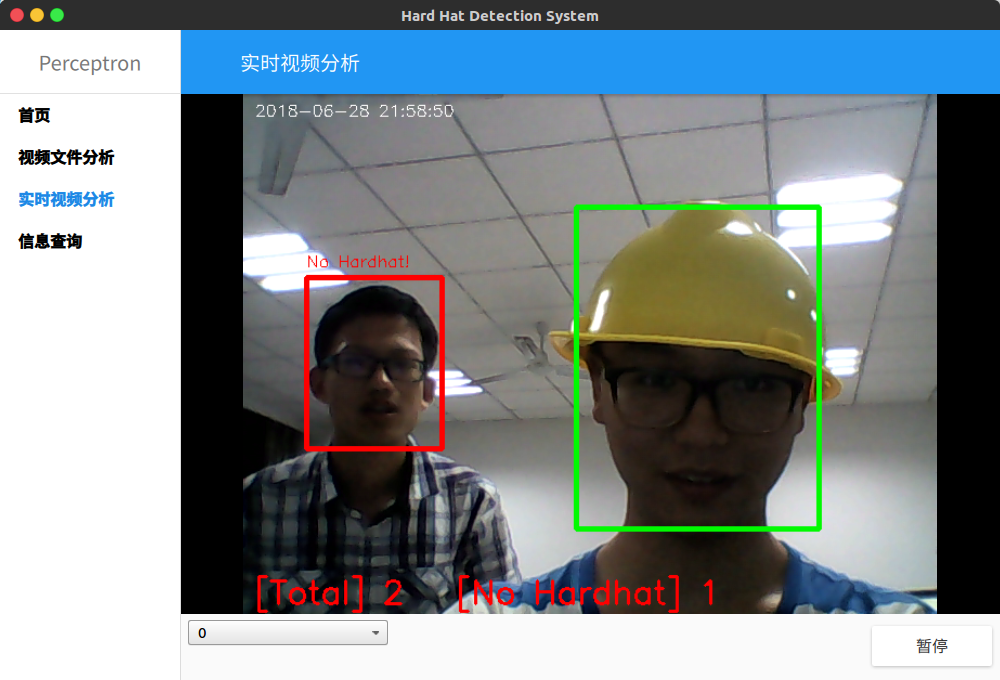 Hard Hat Detection System
Perceptron
实时视频分析
首页
视频文件分析
实时视频分析
信息查询
2018-06-28 21:58:50
No Hardhat!
[Total] 2 [No Hardhat] 1
0
暂停